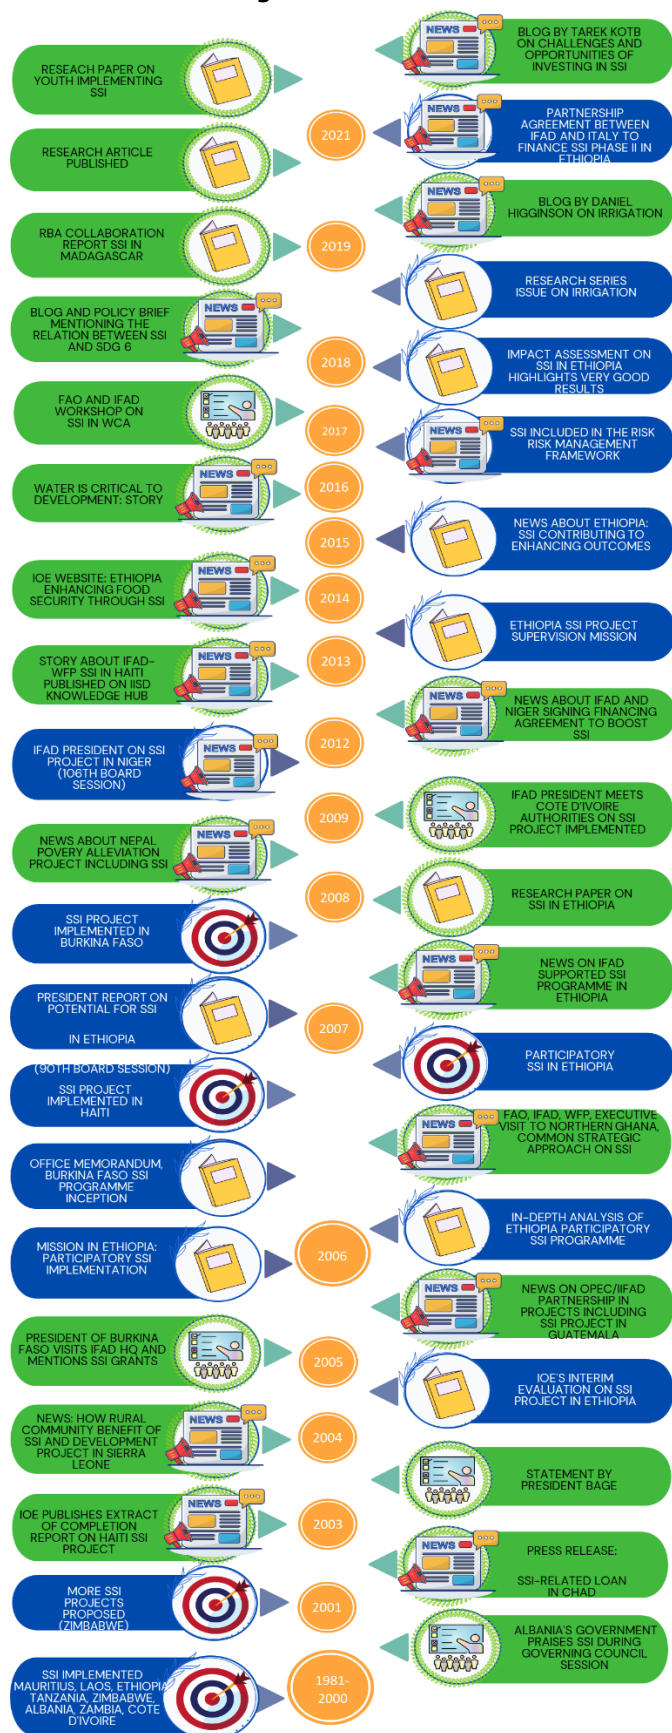 BLOG BY TAREK KOTB
ON CHALLENGES AND
OPPORTUNITIES OF
INVESTING IN SSI
NEWS
RESEACH PAPER ON
YOUTH IMPLEMENTING
SSI
2021
NEWS
PARTNERSHIP
AGREEMENT BETWEEN
IFAD AND ITALY TO
FINANCE SSI PHASE II IN
ETHIOPIA
RESEARCH ARTICLE
PUBLISHED
NEWS
BLOG BY DANIEL
HIGGINSON ON IRRIGATION
RBA COLLABORATION
REPORT SSI IN
MADAGASCAR
2019
RESEARCH SERIES
ISSUE ON IRRIGATION
BLOG AND POLICY BRIEF
MENTIONING THE
RELATION BETWEEN SSI
AND SDG 6
NEWS
2018
IMPACT ASSESSMENT ON
SSI IN ETHIOPIA
HIGHLIGHTS VERY GOOD
RESULTS
FAO AND IFAD
WORKSHOP ON
SSI IN WCA
2017
NEWS
SSI INCLUDED IN THE RISK
RISK MANAGEMENT
FRAMEWORK
WATER IS CRITICAL TO
DEVELOPMENT: STORY
NEWS
2016
2015
NEWS ABOUT ETHIOPIA:
SSI CONTRIBUTING TO
ENHANCING OUTCOMES
IOE WEBSITE: ETHIOPIA
ENHANCING FOOD
SECURITY THROUGH SSI
NEWS
2014
ETHIOPIA SSI PROJECT
SUPERVISION MISSION
STORY ABOUT IFAD-
WFP SSI IN HAITI
PUBLISHED ON IISD
KNOWLEDGE HUB
NEWS
2013
NEWS
NEWS ABOUT IFAD AND
NIGER SIGNING FINANCING
AGREEMENT TO BOOST
SSI
IFAD PRESIDENT ON SSI
PROJECT IN NIGER
(106TH BOARD
SESSION)
NEWS
2012
IFAD PRESIDENT MEETS
COTE D'IVOIRE
AUTHORITIES ON SSI
PROJECT IMPLEMENTED
2009
NEWS ABOUT NEPAL
POVERY ALLEVIATION
PROJECT INCLUDING SSI
NEWS
2008
RESEARCH PAPER ON
SSI IN ETHIOPIA
SSI PROJECT
IMPLEMENTED IN
BURKINA FASO
NEWS
NEWS ON IFAD
SUPPORTED SSI
PROGRAMME IN
ETHIOPIA
PRESIDENT REPORT ON
POTENTIAL FOR SSI
IN ETHIOPIA
(90TH BOARD SESSION)
2007
PARTICIPATORY
SSI IN ETHIOPIA
SSI PROJECT
IMPLEMENTED IN
HAITI
NEWS
FAO, IFAD, WFP, EXECUTIVE
VISIT TO NORTHERN GHANA,
COMMON STRATEGIC
APPROACH ON SSI
OFFICE MEMORANDUM,
BURKINA FASO SSI
PROGRAMME
INCEPTION
IN-DEPTH ANALYSIS OF
ETHIOPIA PARTICIPATORY
SSI PROGRAMME
MISSION IN ETHIOPIA:
PARTICIPATORY SSI
IMPLEMENTATION
2006
NEWS
NEWS ON OPEC/IIFAD
PARTNERSHIP IN
PROJECTS INCLUDING
SSI PROJECT IN
GUATEMALA
PRESIDENT OF BURKINA
FASO VISITS IFAD HQ AND
MENTIONS SSI GRANTS
2005
IOE'S INTERIM
EVALUATION ON SSI
PROJECT IN ETHIOPIA
NEWS: HOW RURAL
COMMUNITY BENEFIT OF
SSI AND DEVELOPMENT
PROJECT IN SIERRA
LEONE
NEWS
2004
STATEMENT BY
PRESIDENT BAGE
IOE PUBLISHES EXTRACT
OF COMPLETION
REPORT ON HAITI SSI
PROJECT
NEWS
2003
NEWS
PRESS RELEASE:
SSI-RELATED LOAN
IN CHAD
MORE SSI
PROJECTS
PROPOSED
(ZIMBABWE)
2001
ALBANIA'S GOVERNMENT
PRAISES SSI DURING
GOVERNING COUNCIL
SESSION
SSI IMPLEMENTED
MAURITIUS, LAOS, ETHIOPIA
TANZANIA, ZIMBABWE,
ALBANIA, ZAMBIA, COTE
D'IVOIRE
1981-
2000